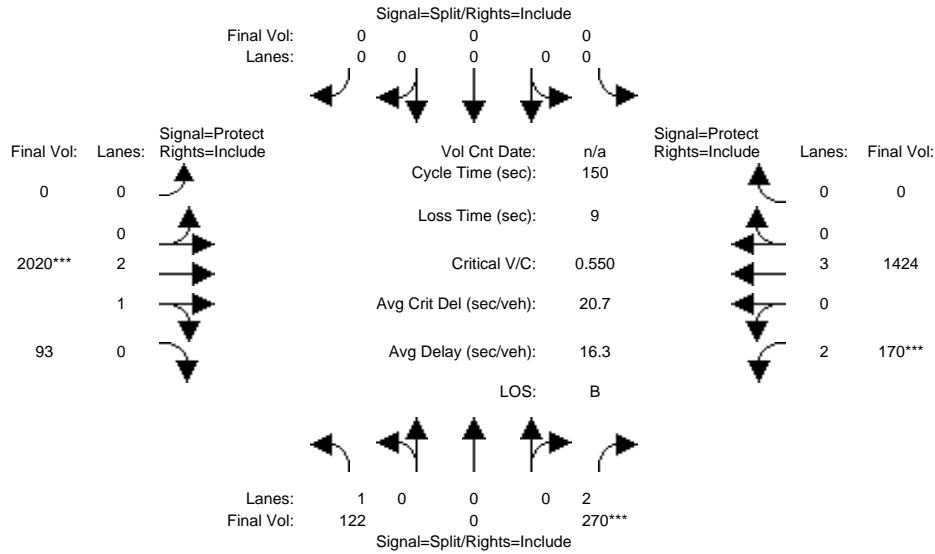 Signal=Split/Rights=Include
Final Vol: 0 0 0
Lanes: 0 0 0 0 0
Signal=Protect Signal=Protect
Final Vol: Lanes: Rights=Include Vol Cnt Date: n/a Rights=Include Lanes: Final Vol:
Cycle Time (sec): 150
0 0 0 0
Loss Time (sec): 9
0 0
2020*** 2 Critical V/C: 0.550 3 1424
1 Avg Crit Del (sec/veh): 20.7 0
93 0 Avg Delay (sec/veh): 16.3 2 170***
LOS: B
Lanes: 1 0 0 0 2
Final Vol: 122 0 270***
Signal=Split/Rights=Include